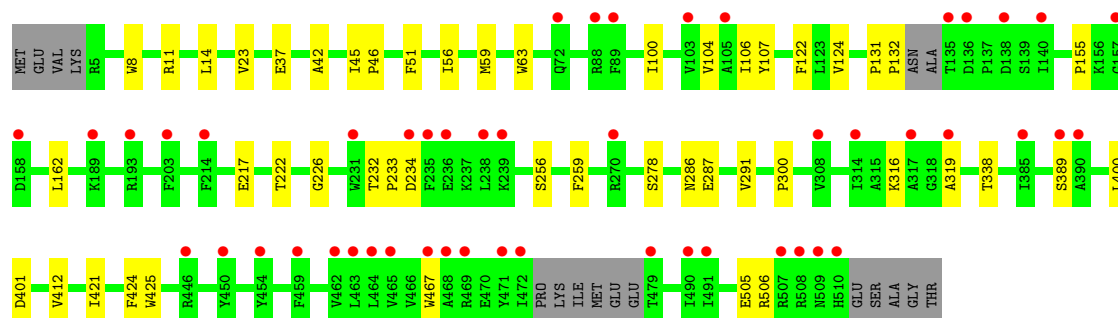 MET GLU VAL LYS R5 W8 R11 L14 V23 E37 A42 I45 P46 F51 I56 M59 W63 Q72 R88 F89 I100 V103 V104 A105 I106 Y107 F122 L123 V124 P131 P132 ASN ALA T135 D136 P137 D138 S139 I140 P155 K156 G157
D158 L162 K189 R193 F203 F214 E217 T222 G226 W231 T232 P233 D234 F235 E236 K237 L238 K239 S256 F259 R270 S278 N286 E287 V291 P300 V308 I314 A315 K316 A317 G318 A319 T338 I385 S389 A390
D401 V412 I421 F424 W425 R446 Y450 Y454 F459 V462 L463 L464 V465 V466 W467 A468 R469 E470 Y471 I472 PRO LYS ILE MET GLU GLU T479 I490 I491 E505 R506 R507 R508 N509 H510 GLU SER ALA GLY THR